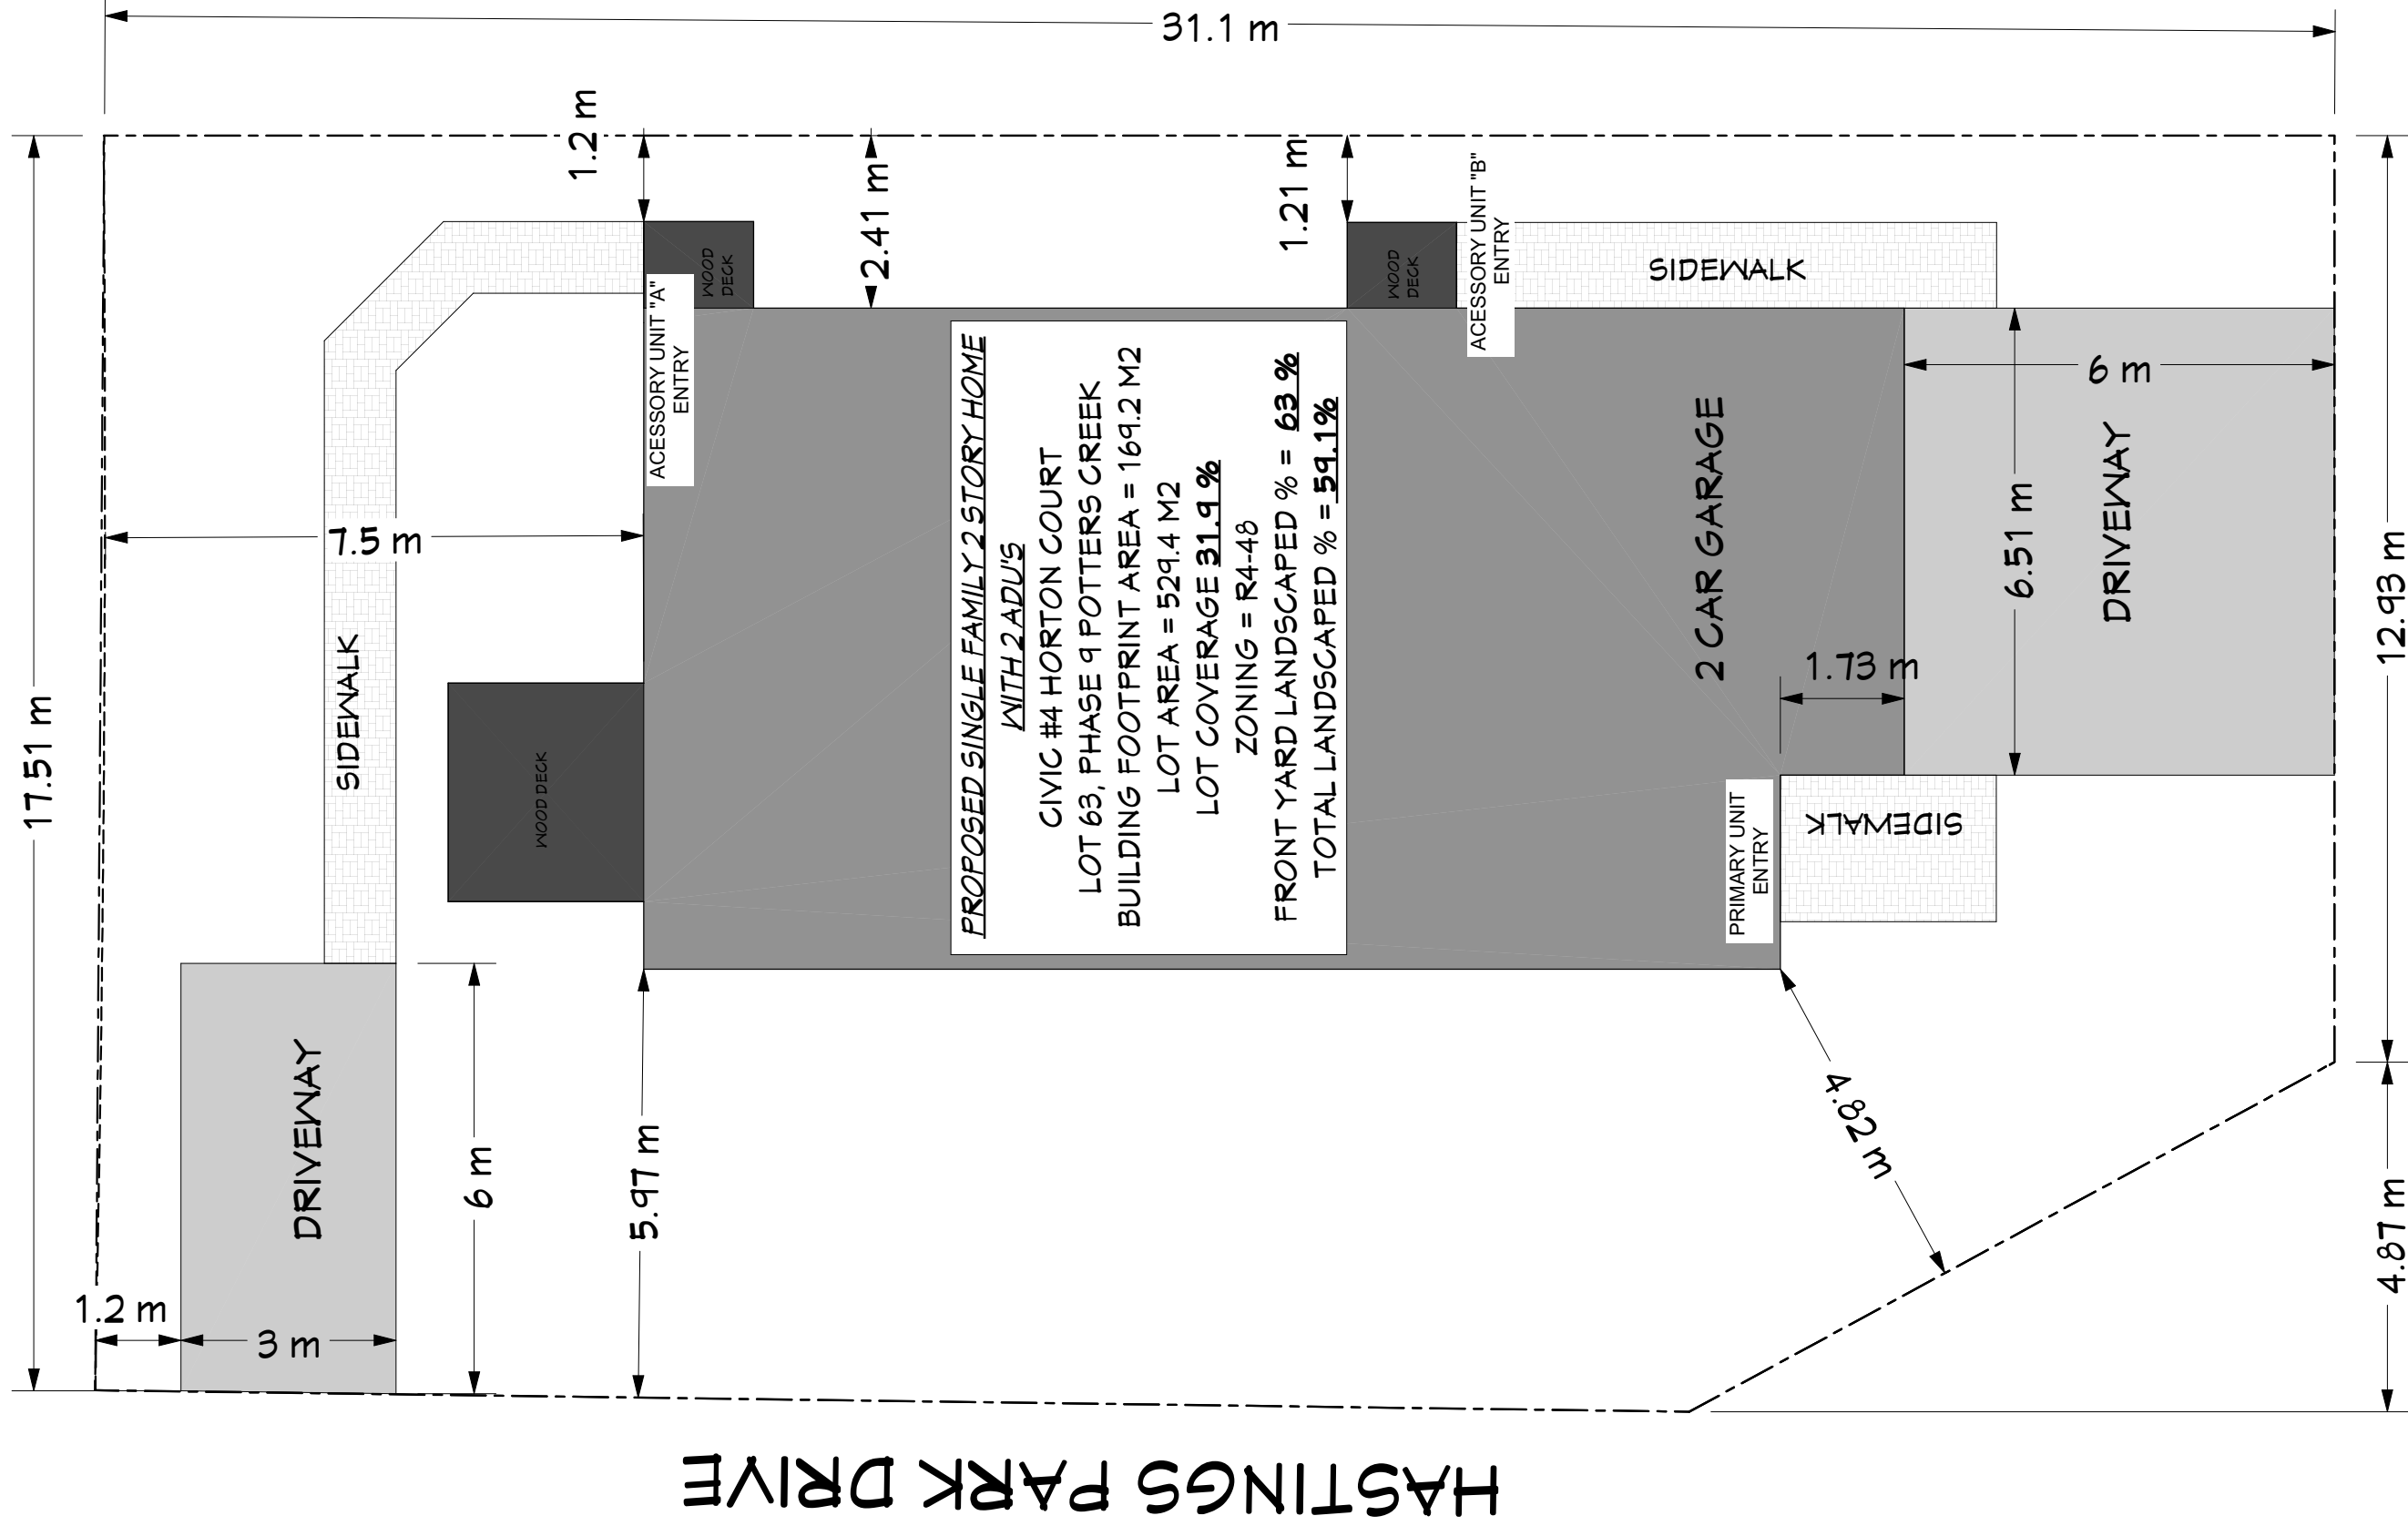 31.1 m
1.2 m
2.41 m
1.21 m
17.51 m
WOOD
DECK
ACESSORY UNIT "A"
ENTRY
WOOD
DECK
ACESSORY UNIT "B"
ENTRY
SIDEWALK
6 m
7.5 m
SIDEWALK
WOOD DECK
PROPOSED SINGLE FAMILY 2 STORY HOME
WITH 2 ADU'S
CIVIC #4 HORTON COURT
LOT 63, PHASE 9 POTTERS CREEK
BUILDING FOOTPRINT AREA = 169.2 M2
LOT AREA = 529.4 M2
LOT COVERAGE 31.9 %
ZONING = R4-48
FRONT YARD LANDSCAPED % = 63 %
TOTAL LANDSCAPED % = 59.1%
2 CAR GARAGE
6.51 m
DRIVEWAY
12.93 m
1.73 m
PRIMARY UNIT
ENTRY
SIDEWALK
DRIVEWAY
6 m
5.97 m
4.82 m
4.87 m
1.2 m
3 m
HASTINGS PARK DRIVE